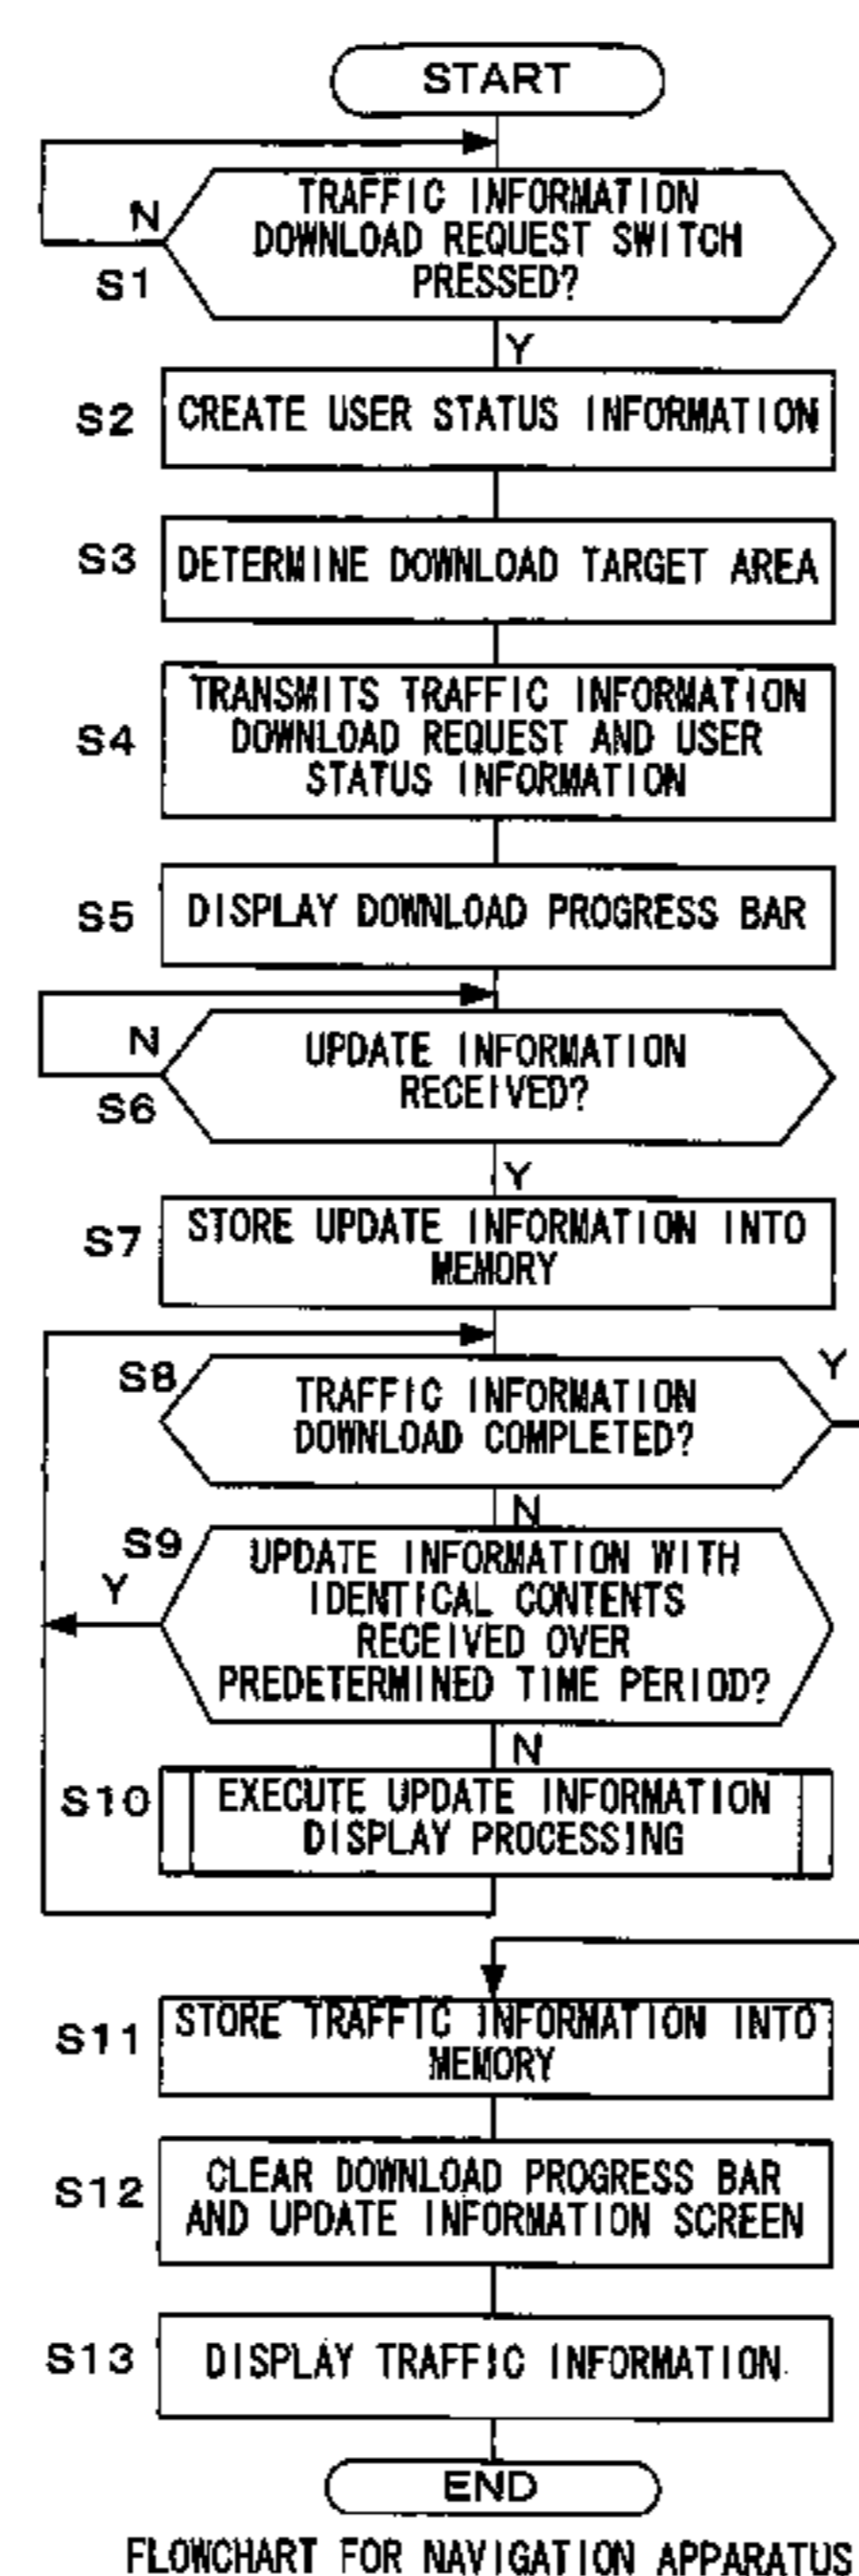 START
TRAFFIC INFORMATION
N
DOWNLOAD REQUEST SWITCH
PRESSED?
S1
Y
S2
CREATE USER STATUS INFORMATION
S3
DETERMINE DOWNLOAD TARGET AREA
TRANSMITS TRAFFIC INFORMATION
S4
DOWNLOAD REQUEST AND USER
STATUS INFORMATION
S5
DISPLAY DOWNLOAD PROGRESS BAR
N
UPDATE INFORMATION
RECEIVED?
S6
Y
S7
STORE UPDATE INFORMATION INTO
MEMORY
S8
Y
TRAFFIC INFORMATION
DOWNLOAD COMPLETED?
N
S9
UPDATE INFORMATION WITH
Y
IDENTICAL CONTENTS
RECEIVED OVER
PREDETERMINED TIME PERIOD?
N
S10
EXECUTE UPDATE INFORMATION
DISPLAY PROCESSING
S11
STORE TRAFFIC INFORMATION INTO
MEMORY
S12
CLEAR DOWNLOAD PROGRESS BAR
AND UPDATE INFORMATION SCREEN
S13
DISPLAY TRAFFIC INFORMATION
END
FLOWCHART FOR NAVIGATION APPARATUS